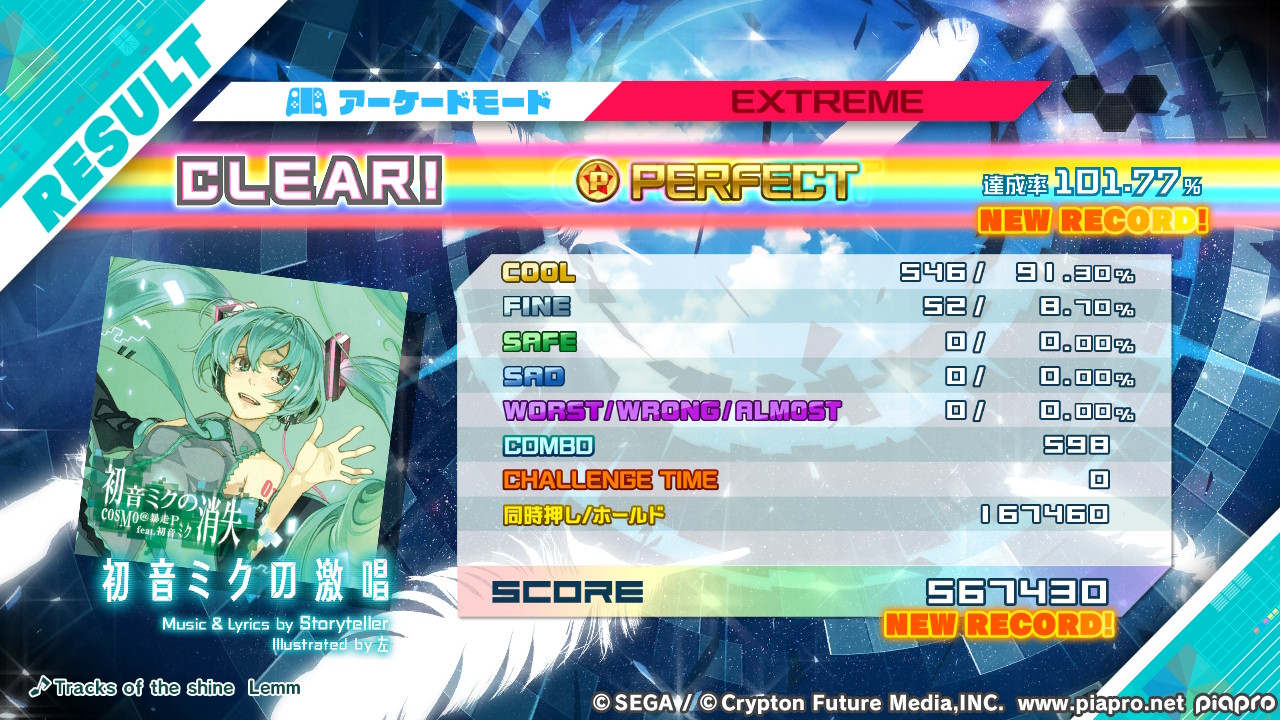 RESULT
アーケードモード
EXTREME
CLEAR!
PERFECT
達成率 101.77%
NEW RECORD!
COOL 546/ 91.30%
FINE 52/ 8.70%
SAFE 0/ 0.00%
SAD 0/ 0.00%
WORST/WRONG/ALMOST 0/ 0.00%
COMBO 598
CHALLENGE TIME 0
同時押し/ホールド 167460
SCORE 567430
NEW RECORD!
初音ミクの消失
cosMo@暴走P
feat.初音ミク
01
初音ミクの激唱
Music & Lyrics by Storyteller
Illustrated by 左
♪Tracks of the shine Lemm
© SEGA / © Crypton Future Media,INC. www.piapro.net piapro